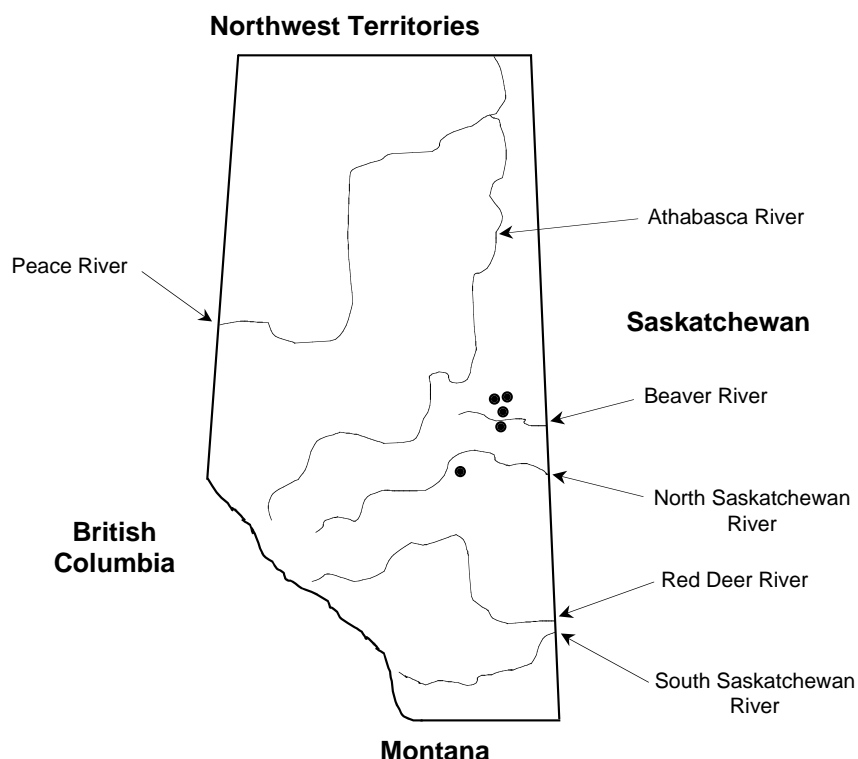 Northwest Territories
Athabasca River
Peace River
Saskatchewan
Beaver River
North Saskatchewan
River
British
Columbia
Red Deer River
South Saskatchewan
River
Montana